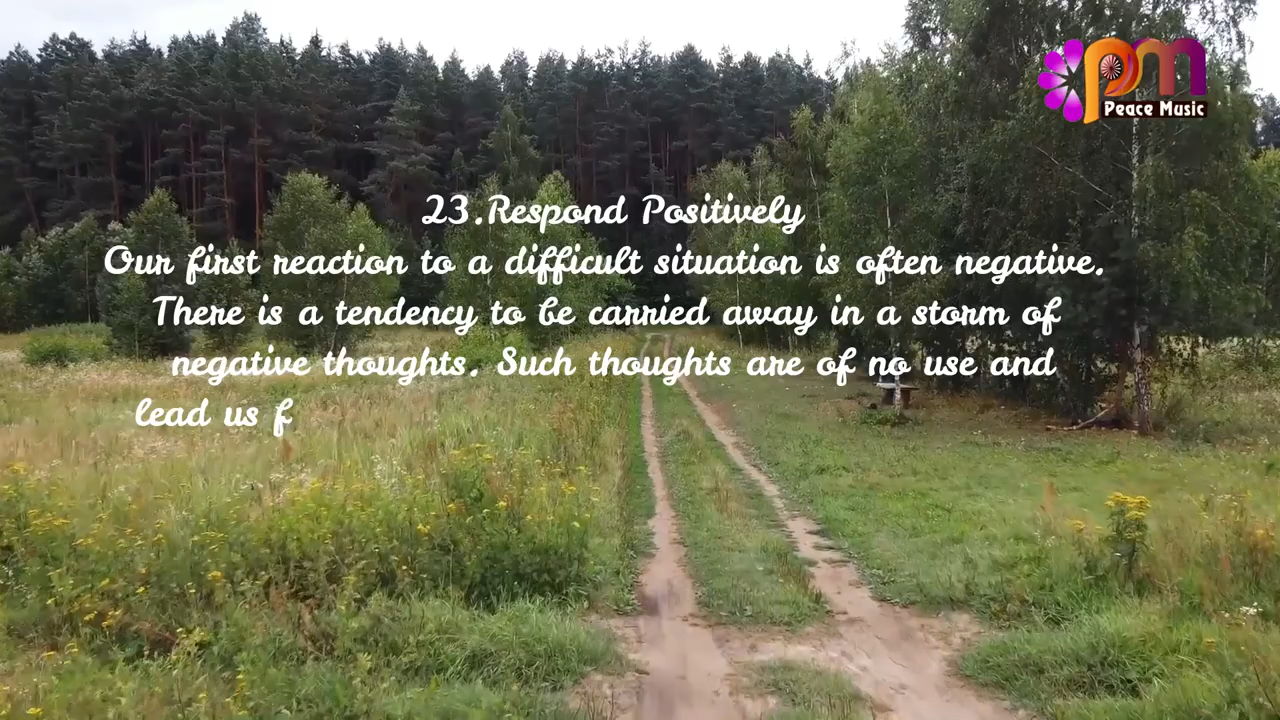 pm
Peace Music
23.Respond Positively
Our first reaction to a difficult situation is often negative.
There is a tendency to be carried away in a storm of
negative thoughts. Such thoughts are of no use and
lead us f